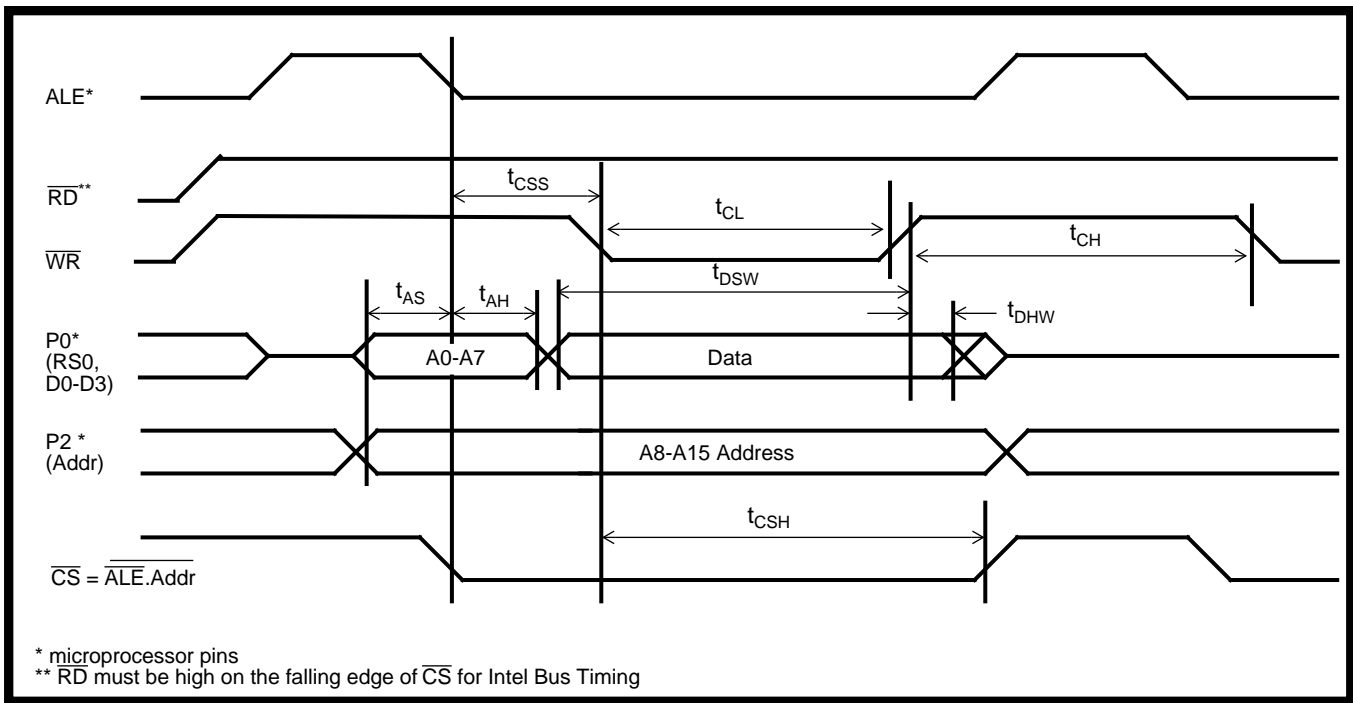 ALE*
RD**
tCSS
tCL
WR
tCH
tDSW
tAS
tAH
tDHW
P0*
(RS0,
D0-D3)
A0-A7
Data
P2 *
(Addr)
A8-A15 Address
tCSH
CS = ALE.Addr
* microprocessor pins
** RD must be high on the falling edge of CS for Intel Bus Timing